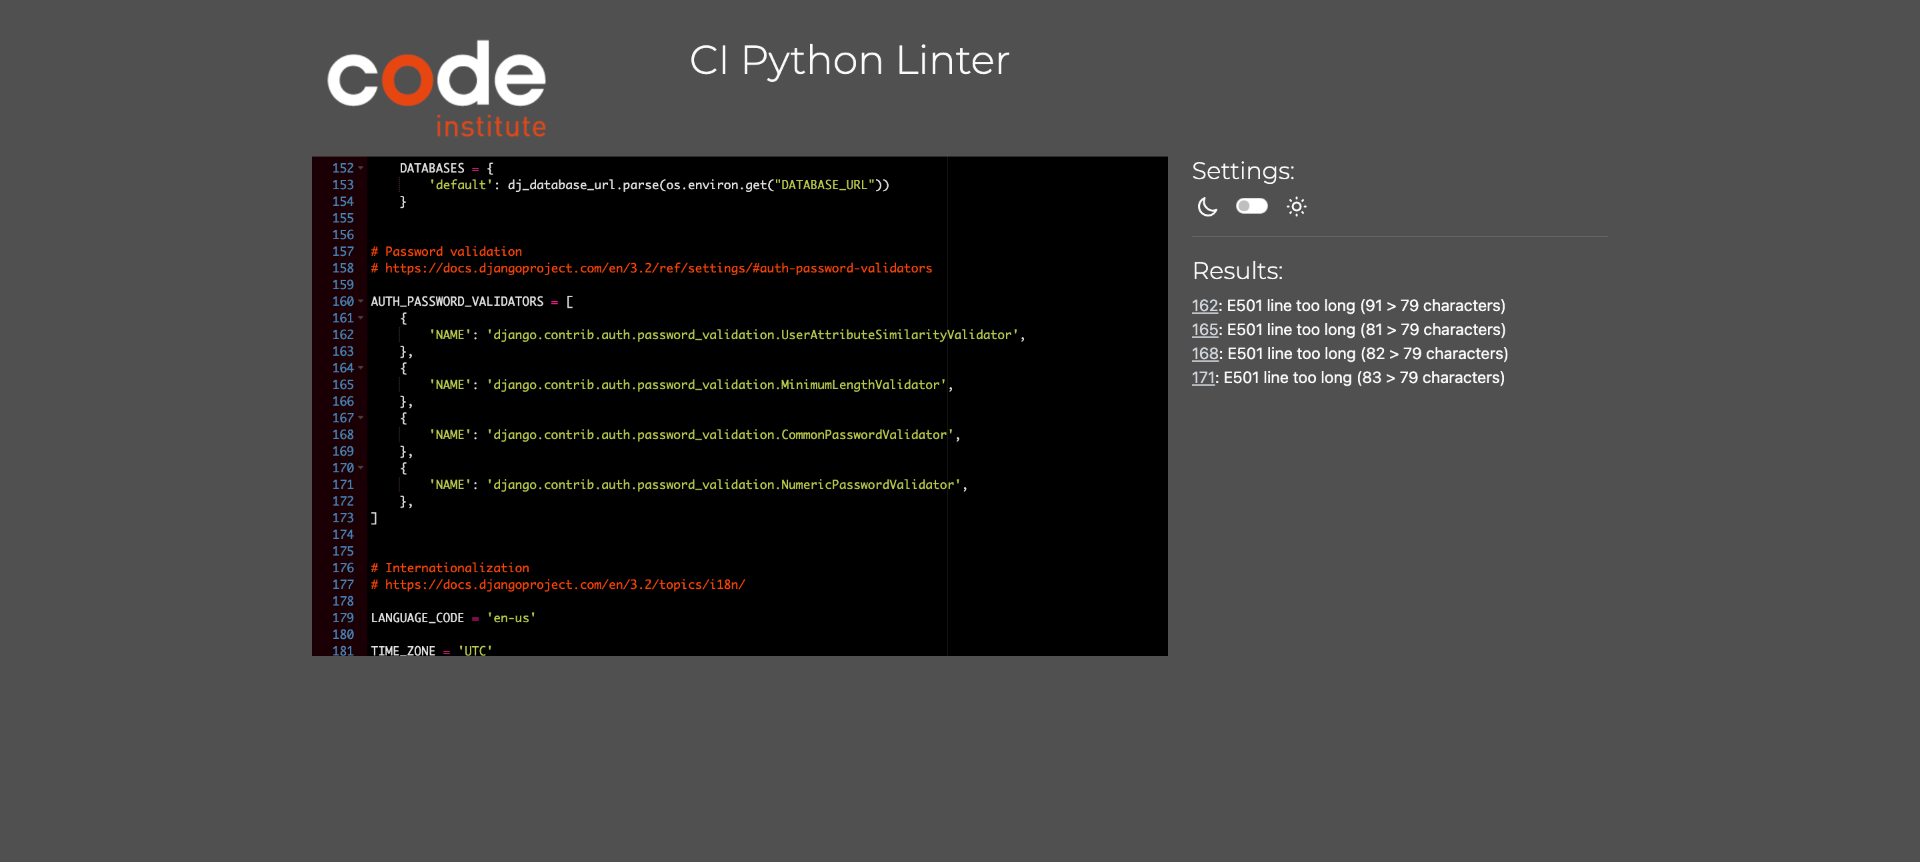 code
institute
CI Python Linter
152 DATABASES = {
153 'default': dj_database_url.parse(os.environ.get("DATABASE_URL"))
154 }
155
156
157 # Password validation
158 # https://docs.djangoproject.com/en/3.2/ref/settings/#auth-password-validators
159
160 AUTH_PASSWORD_VALIDATORS = [
161 {
162 'NAME': 'django.contrib.auth.password_validation.UserAttributeSimilarityValidator',
163 },
164 {
165 'NAME': 'django.contrib.auth.password_validation.MinimumLengthValidator',
166 },
167 {
168 'NAME': 'django.contrib.auth.password_validation.CommonPasswordValidator',
169 },
170 {
171 'NAME': 'django.contrib.auth.password_validation.NumericPasswordValidator',
172 },
173 ]
174
175
176 # Internationalization
177 # https://docs.djangoproject.com/en/3.2/topics/i18n/
178
179 LANGUAGE_CODE = 'en-us'
180
181 TIME_ZONE = 'UTC'
Settings:
Results:
162: E501 line too long (91 > 79 characters)
165: E501 line too long (81 > 79 characters)
168: E501 line too long (82 > 79 characters)
171: E501 line too long (83 > 79 characters)